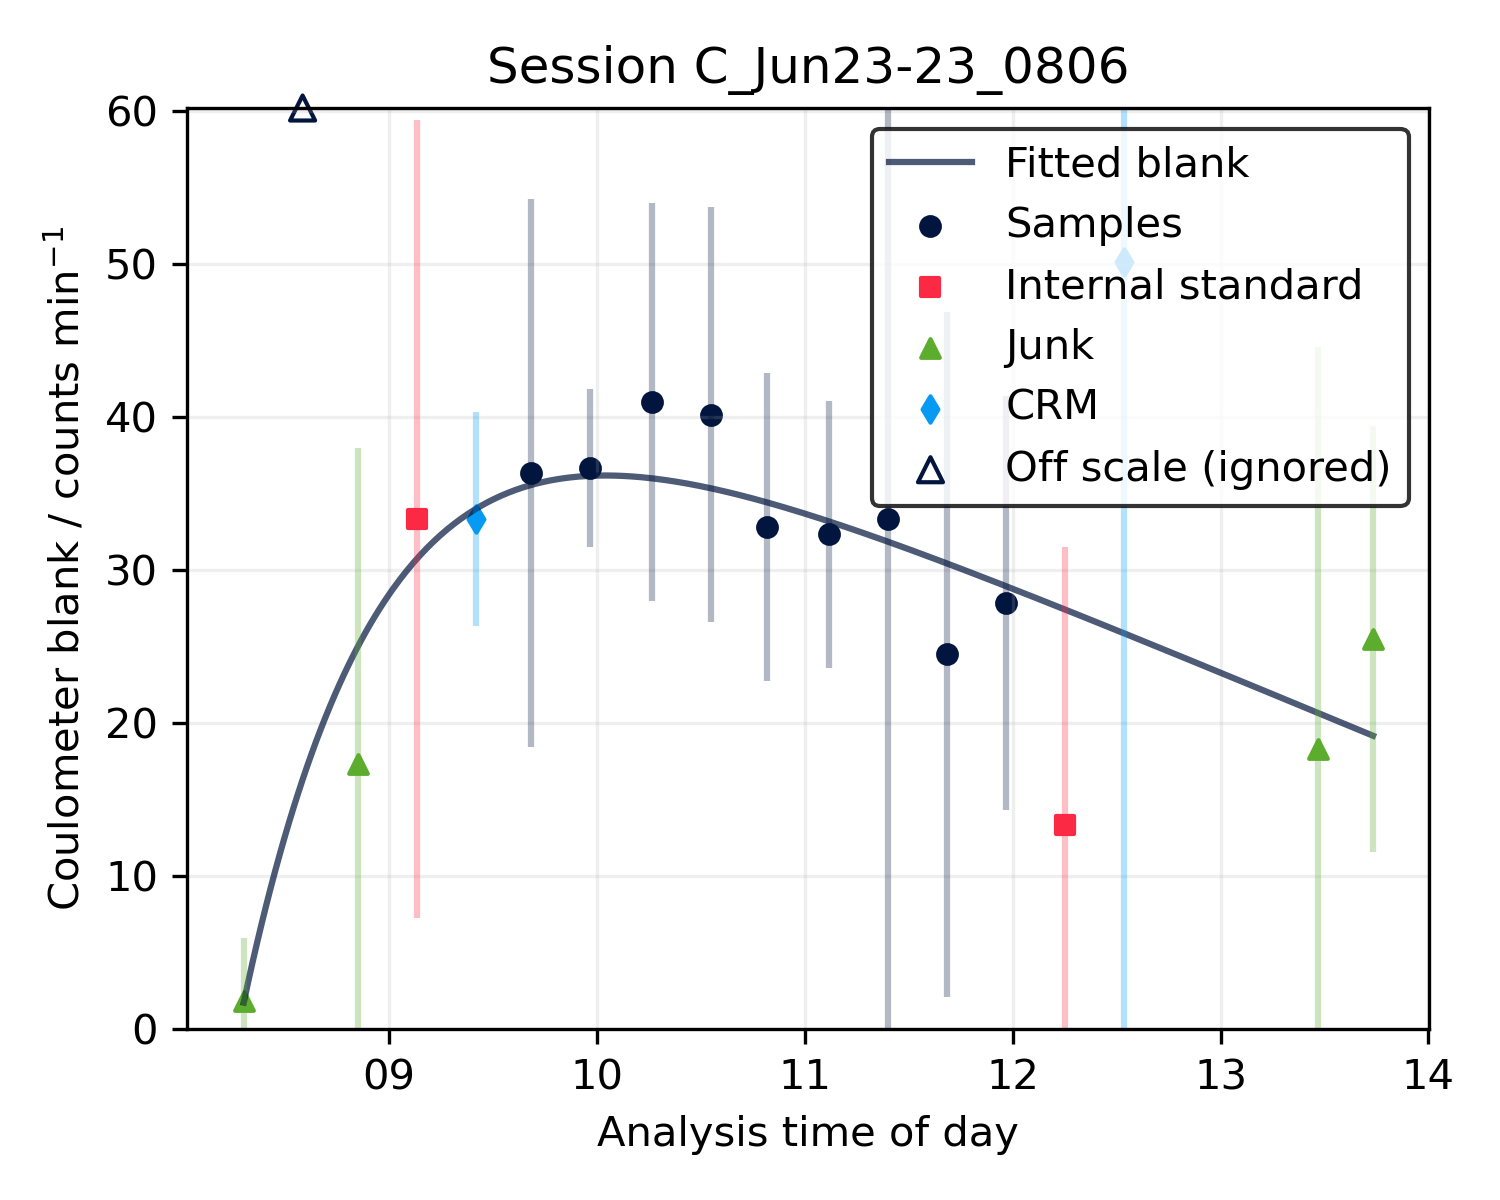 Session C_Jun23-23_0806
Coulometer blank / counts min⁻¹
60
50
40
30
20
10
0
Fitted blank
Samples
Internal standard
Junk
CRM
Off scale (ignored)
09 10 11 12 13 14
Analysis time of day